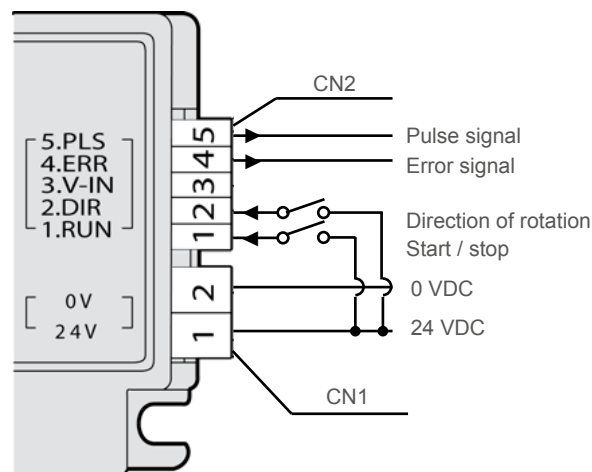 CN2
5.PLS
4.ERR
3.V-IN
2.DIR
1.RUN
5
4
3
2
1
Pulse signal
Error signal
Direction of rotation
Start / stop
0V
24V
2
1
0 VDC
24 VDC
CN1